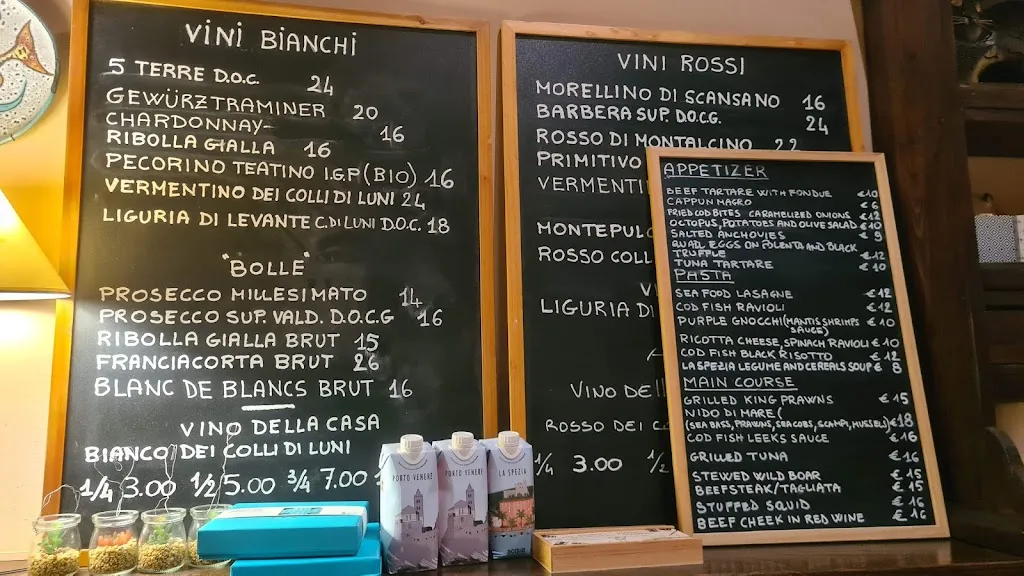 VINI BIANCHI
5 TERRE D.O.C. 24
GEWÜRZTRAMINER 20
CHARDONNAY- 16
RIBOLLA GIALLA 16
PECORINO TEATINO I.G.P. (BIO) 16
VERMENTINO DEI COLLI DI LUNI 24
LIGURIA DI LEVANTE C. DI LUNI D.O.C. 18
"BOLLE"
PROSECCO MILLESIMATO 14
PROSECCO SUP. VALD. D.O.C.G 16
RIBOLLA GIALLA BRUT 15
FRANCIACORTA BRUT 26
BLANC DE BLANCS BRUT 16
VINO DELLA CASA
BIANCO DEI COLLI DI LUNI
1/4 3.00 1/2 5.00 3/4 7.00
VINI ROSSI
MORELLINO DI SCANSANO 16
BARBERA SUP. D.O.C.G. 24
ROSSO DI MONTALCINO 22
PRIMITIVO
VERMENTI
MONTEPULC
ROSSO COLL
LIGURIA DI
VINO DELL
ROSSO DEI C
1/4 3.00 1/2
APPETIZER
BEEF TARTARE WITH FONDUE €10
CAPPUN MAGRO € 6
FRIED COD BITES CARAMELIZED ONIONS €12
OCTOPUS, POTATOES AND OLIVE SALAD €10
SALTED ANCHOVIES € 9
QUAIL EGGS ON POLENTA AND BLACK
TRUFFLE €12
TUNA TARTARE € 10
PASTA
SEA FOOD LASAGNE €12
COD FISH RAVIOLI €12
PURPLE GNOCCHI (MANTIS SHRIMPS € 10
SAUCE)
RICOTTA CHEESE, SPINACH RAVIOLI € 10
COD FISH BLACK RISOTTO € 12
LA SPEZIA LEGUME AND CEREALS SOUP € 8
MAIN COURSE
GRILLED KING PRAWNS € 15
NIDO DI MARE (
(SEA BASS, PRAWNS, SEACOBS, SCAMPI, MUSSELS) €18
COD FISH LEEKS SAUCE €16
GRILLED TUNA € 16
STEWED WILD BOAR € 15
BEEFSTEAK/TAGLIATA € 15
STUFFED SQUID € 16
BEEF CHEEK IN RED WINE € 16
PORTO VENERE
PORTO VENERE
LA SPEZIA